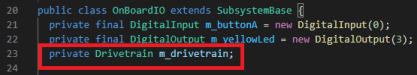 20 public class OnBoardIO extends SubsystemBase {
21 private final DigitalInput m_buttonA = new DigitalInput(0);
22 private final DigitalOutput m_yellowLed = new DigitalOutput(3);
23 private Drivetrain m_drivetrain;
24